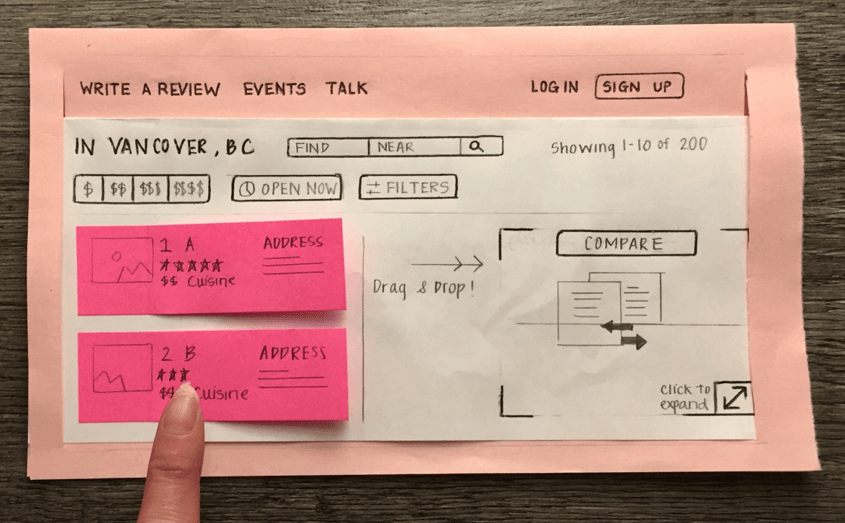 WRITE A REVIEW EVENTS TALK LOG IN SIGN UP
IN VANCOVER, BC FIND NEAR Showing 1-10 of 200
$ $$ $$$ $$$$ OPEN NOW FILTERS
1 A ADDRESS
$$ Cuisine
COMPARE
Drag & Drop!
2 B ADDRESS
$$ Cuisine
Click to
expand